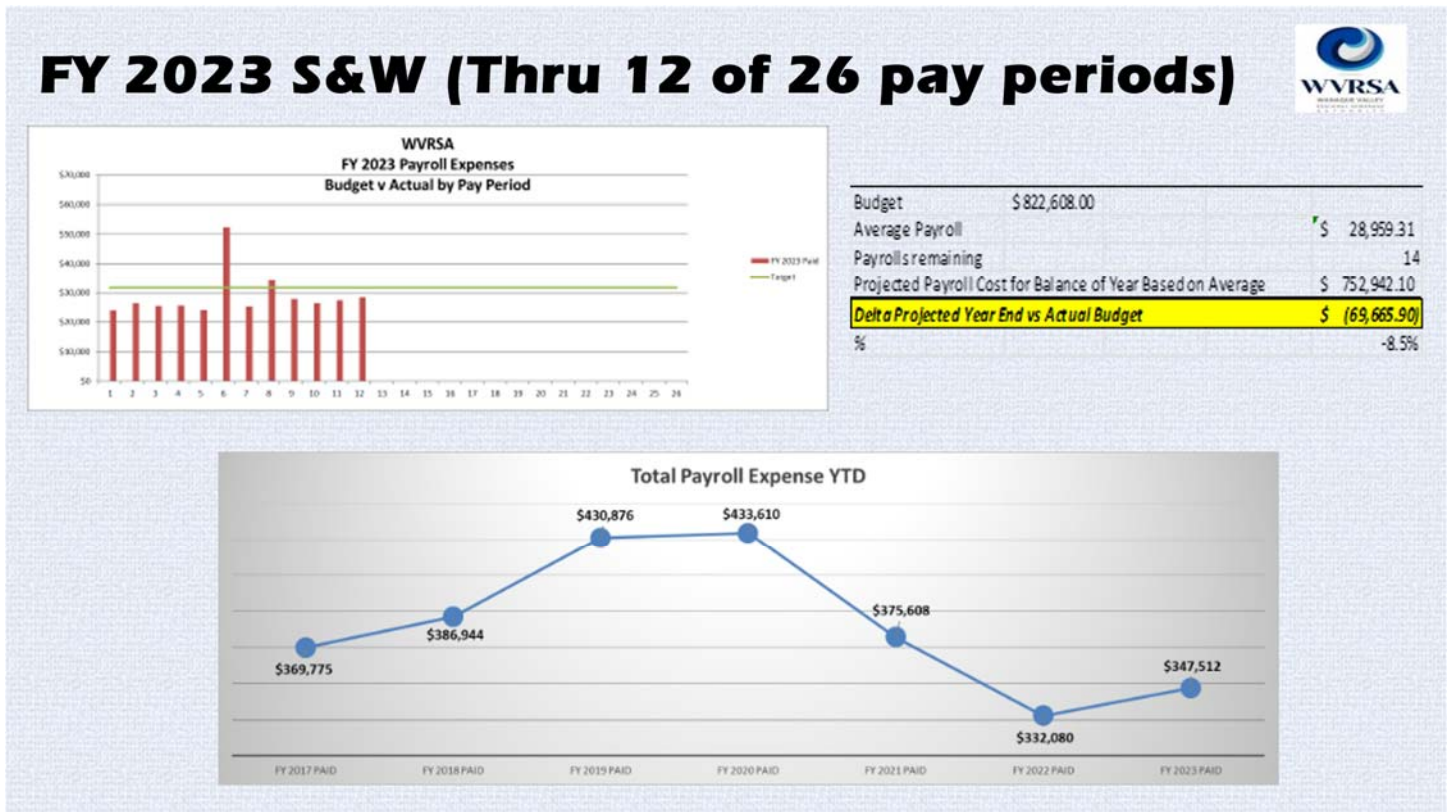 FY 2023 S&W (Thru 12 of 26 pay periods)
WVRSA
WVRSA
FY 2023 Payroll Expenses
Budget v Actual by Pay Period
$70,000
$60,000
$50,000
$40,000
$30,000
$20,000
$10,000
$0
1 2 3 4 5 6 7 8 9 10 11 12 13 14 15 16 17 18 19 20 21 22 23 24 25 26
FY 2023 Paid
Target
Budget $822,608.00
Average Payroll $ 28,959.31
Payrolls remaining 14
Projected Payroll Cost for Balance of Year Based on Average $ 752,942.10
Delta Projected Year End vs Actual Budget $ (69,665.90)
% -8.5%
Total Payroll Expense YTD
$369,775
$386,944
$430,876
$433,610
$375,608
$332,080
$347,512
FY 2017 PAID FY 2018 PAID FY 2019 PAID FY 2020 PAID FY 2021 PAID FY 2022 PAID FY 2023 PAID